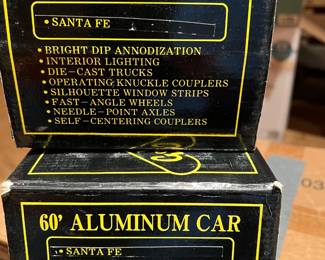 • SANTA FE
• BRIGHT DIP ANNODIZATION
• INTERIOR LIGHTING
• DIE-CAST TRUCKS
• OPERATING KNUCKLE COUPLERS
• SILHOUETTE WINDOW STRIPS
• FAST-ANGLE WHEELS
• NEEDLE-POINT AXLES
• SELF-CENTERING COUPLERS
60' ALUMINUM CAR
• SANTA FE
03